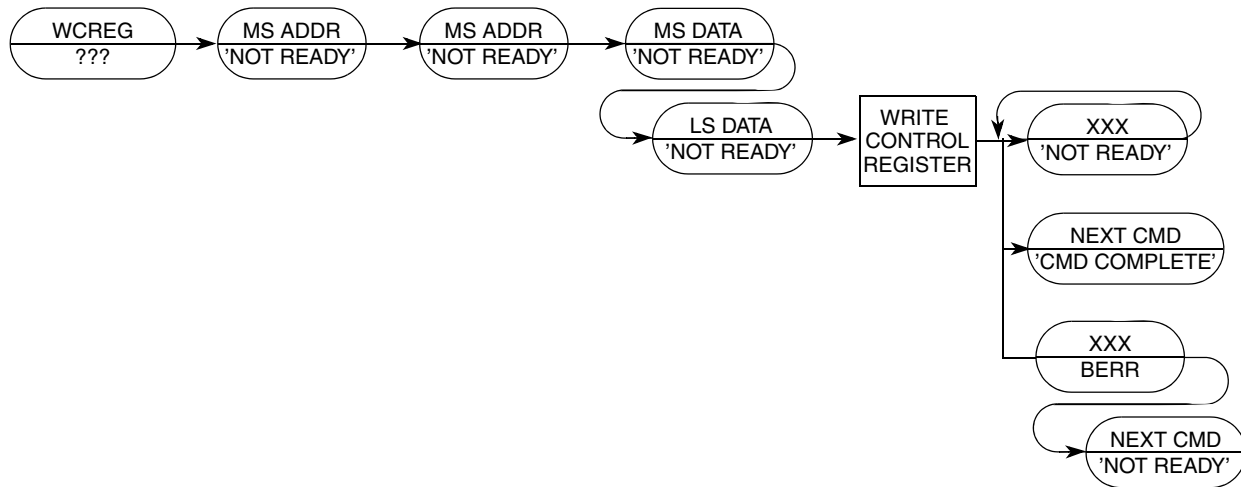 WCREG
???
MS ADDR
'NOT READY'
MS ADDR
'NOT READY'
MS DATA
'NOT READY'
LS DATA
'NOT READY'
WRITE
CONTROL
REGISTER
XXX
'NOT READY'
NEXT CMD
'CMD COMPLETE'
XXX
BERR
NEXT CMD
'NOT READY'